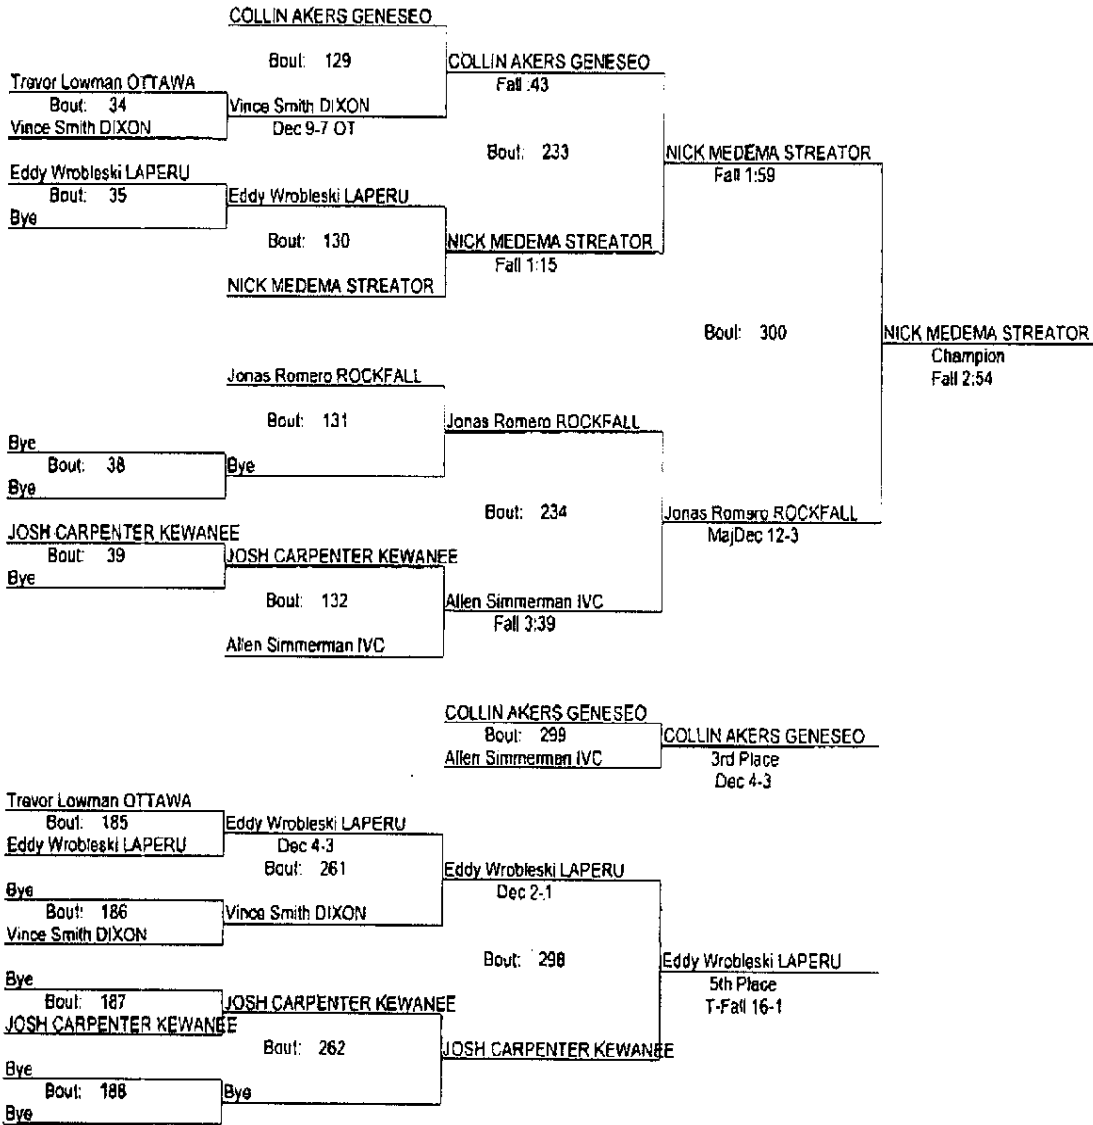 COLLIN AKERS GENESEO
Bout: 129
COLLIN AKERS GENESEO
Fall :43
Trevor Lowman OTTAWA
Bout: 34
Vince Smith DIXON
Vince Smith DIXON
Dec 9-7 OT
Bout: 233
NICK MEDEMA STREATOR
Fall 1:59
Eddy Wrobleski LAPERU
Bout: 35
Bye
Eddy Wrobleski LAPERU
Bout: 130
NICK MEDEMA STREATOR
Fall 1:15
NICK MEDEMA STREATOR
Bout: 300
NICK MEDEMA STREATOR
Champion
Fall 2:54
Jonas Romero ROCKFALL
Bout: 131
Jonas Romero ROCKFALL
Bye
Bout: 38
Bye
Bye
Bout: 234
Jonas Romero ROCKFALL
MajDec 12-3
JOSH CARPENTER KEWANEE
Bout: 39
Bye
JOSH CARPENTER KEWANEE
Bout: 132
Allen Simmerman IVC
Fall 3:39
Allen Simmerman IVC
COLLIN AKERS GENESEO
Bout: 299
Allen Simmerman IVC
COLLIN AKERS GENESEO
3rd Place
Dec 4-3
Trevor Lowman OTTAWA
Bout: 185
Eddy Wrobleski LAPERU
Eddy Wrobleski LAPERU
Dec 4-3
Bout: 261
Eddy Wrobleski LAPERU
Dec 2-1
Bye
Bout: 186
Vince Smith DIXON
Vince Smith DIXON
Bout: 298
Eddy Wrobleski LAPERU
5th Place
T-Fall 16-1
Bye
Bout: 187
JOSH CARPENTER KEWANEE
JOSH CARPENTER KEWANEE
Bout: 262
JOSH CARPENTER KEWANEE
Bye
Bout: 188
Bye
Bye